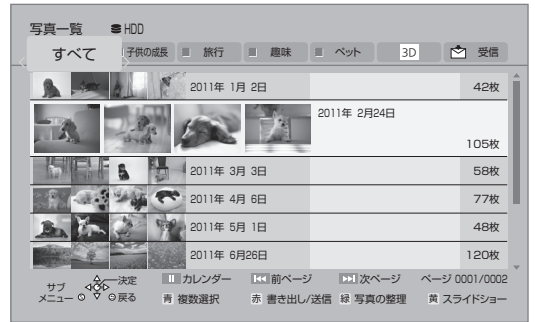 写真一覧 HDD
すべて 子供の成長 旅行 趣味 ペット 3D 受信
2011年 1月 2日 42枚
2011年 2月24日
105枚
2011年 3月 3日 58枚
2011年 4月 6日 77枚
2011年 5月 1日 48枚
2011年 6月26日 120枚
サブメニュー 決定 戻る
カレンダー 前ページ 次ページ ページ 0001/0002
青 複数選択 赤 書き出し/送信 緑 写真の整理 黄 スライドショー